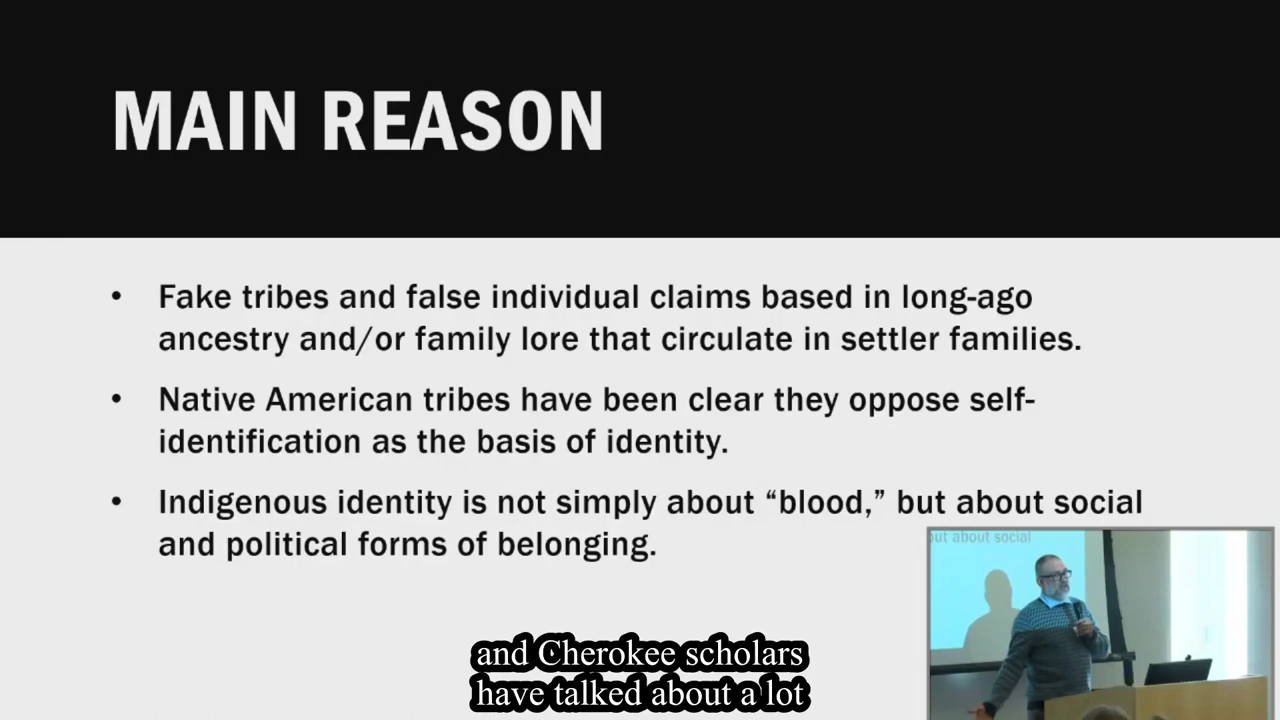 MAIN REASON
• Fake tribes and false individual claims based in long-ago
ancestry and/or family lore that circulate in settler families.
• Native American tribes have been clear they oppose self-
identification as the basis of identity.
• Indigenous identity is not simply about “blood,” but about social
and political forms of belonging.
out about social
and Cherokee scholars
have talked about a lot